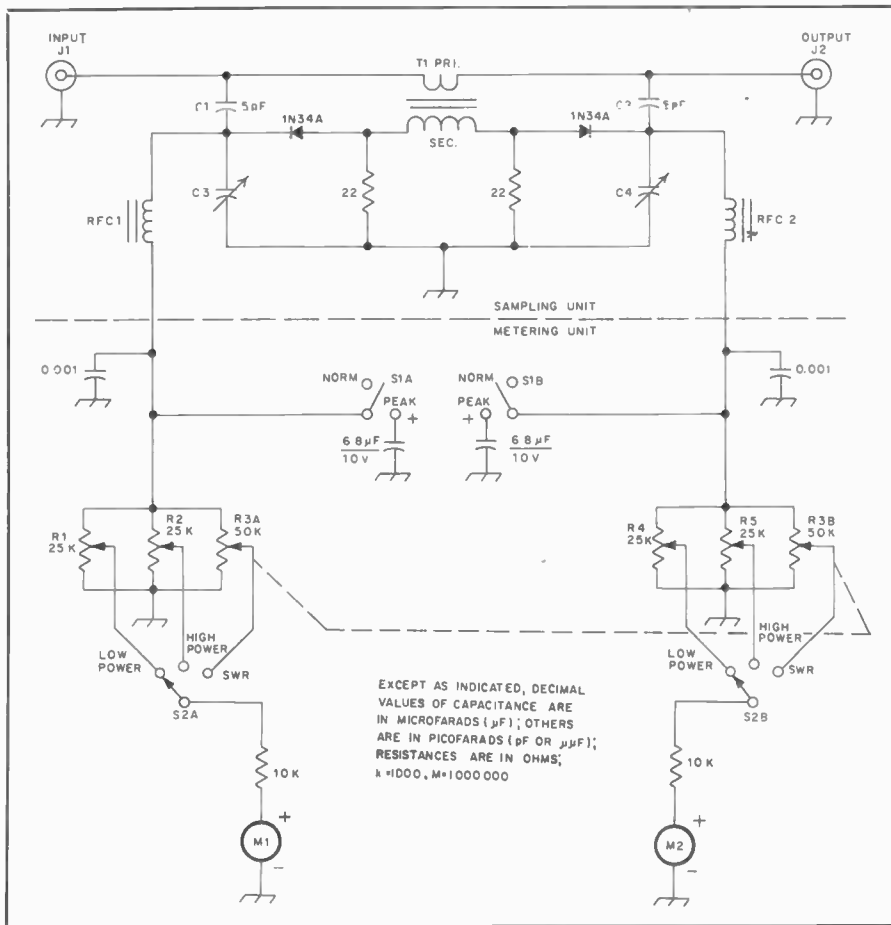 INPUT
J1
OUTPUT
J2
T1 PRI.
C1
5pF
C2
5pF
1N34A
1N34A
SEC.
C3
22
22
C4
RFC1
RFC 2
SAMPLING UNIT
METERING UNIT
0.001
0.001
NORM
S1A
NORM
S1B
PEAK
+
PEAK
+
6.8µF
10V
6.8µF
10V
R1
25K
R2
25K
R3A
50K
R4
25K
R5
25K
R3B
50K
LOW
POWER
HIGH
POWER
SWR
S2A
LOW
POWER
HIGH
POWER
SWR
S2B
EXCEPT AS INDICATED, DECIMAL
VALUES OF CAPACITANCE ARE
IN MICROFARADS (µF); OTHERS
ARE IN PICOFARADS (pF OR µµF);
RESISTANCES ARE IN OHMS;
k=1000, M=1000000
10K
10K
+
M1
-
+
M2
-